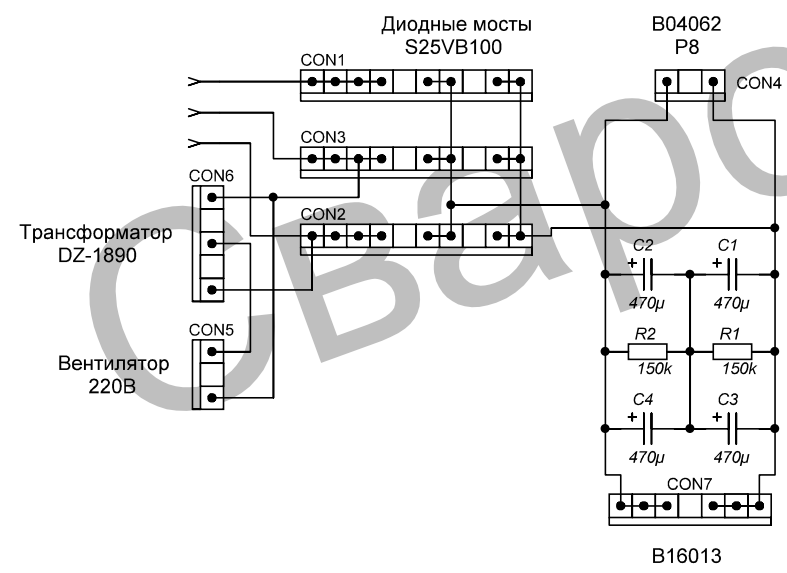 Диодные мосты
S25VB100
B04062
P8
CON1
CON4
CON3
CON6
CON2
Трансформатор
DZ-1890
C2
C1
+
+
470µ
470µ
CON5
R2
R1
Вентилятор
220В
150k
150k
C4
C3
+
+
470µ
470µ
CON7
B16013
Сваро